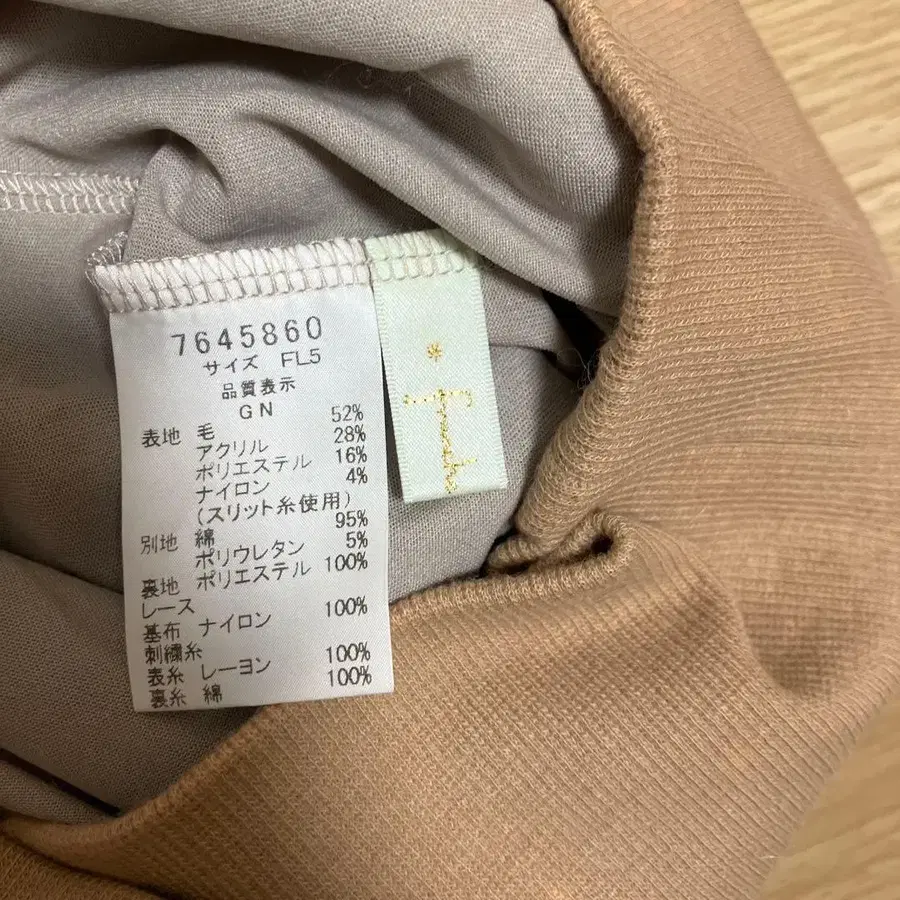 7645860
サイズ FL5
品質表示
GN
表地 毛 52%
アクリル 28%
ポリエステル 16%
ナイロン 4%
(スリット糸使用)
別地 綿 95%
ポリウレタン 5%
裏地 ポリエステル 100%
レース
基布 ナイロン 100%
刺繍糸
表糸 レーヨン 100%
裏糸 綿 100%